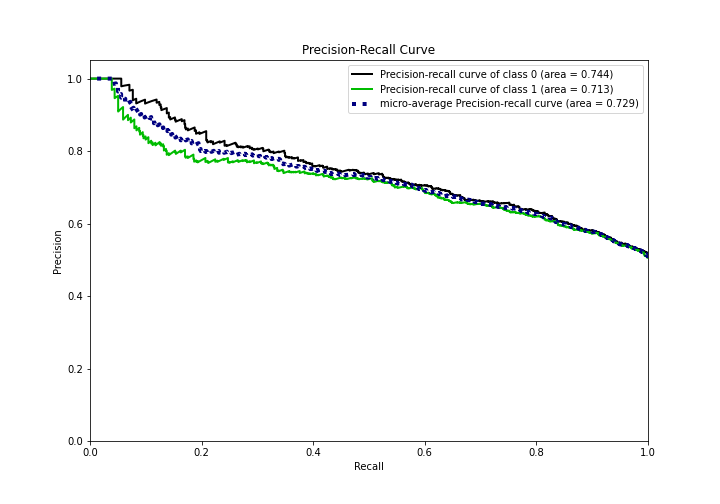 Precision-Recall Curve
Precision-recall curve of class 0 (area = 0.744)
Precision-recall curve of class 1 (area = 0.713)
micro-average Precision-recall curve (area = 0.729)
Precision
1.0
0.8
0.6
0.4
0.2
0.0
0.0 0.2 0.4 0.6 0.8 1.0
Recall